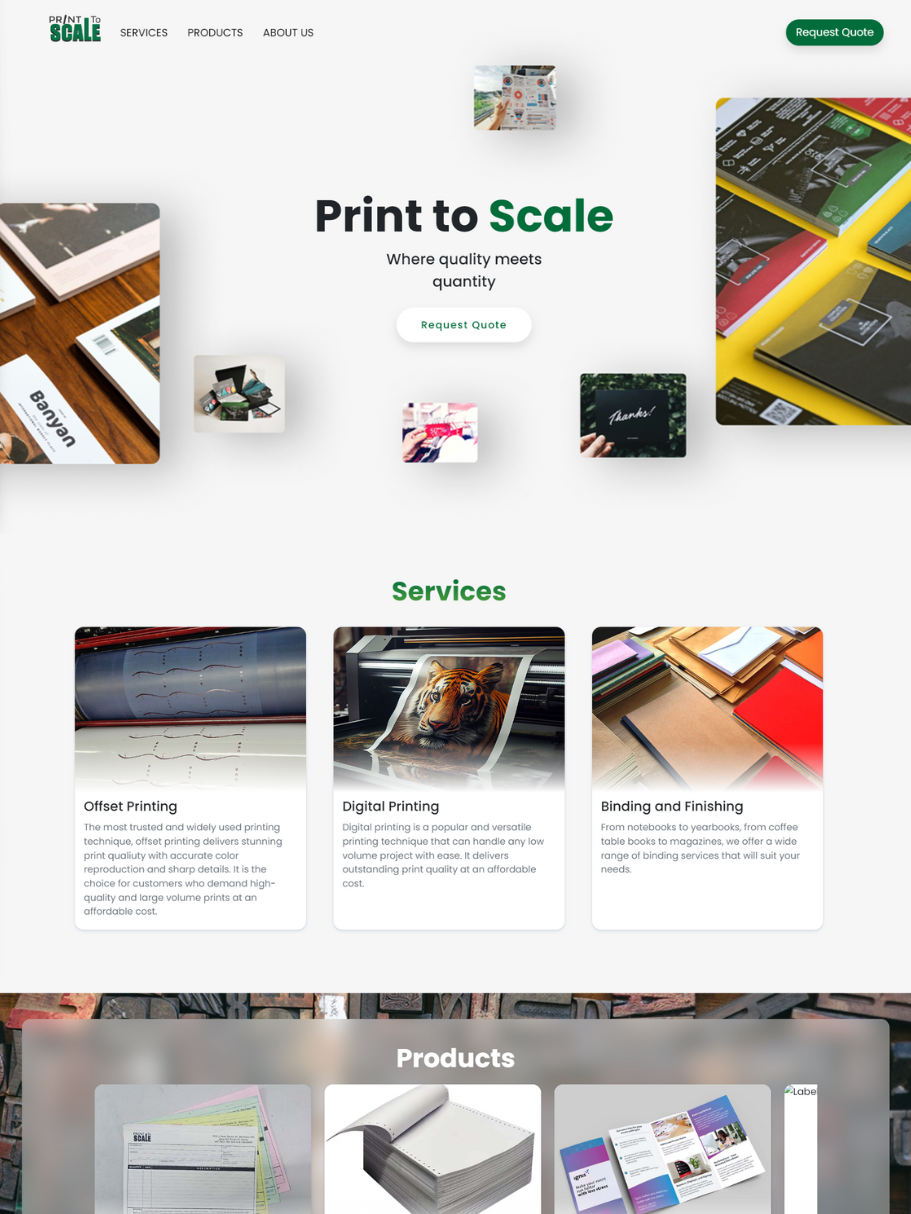 PRINT To
SCALE
SERVICES
PRODUCTS
ABOUT US
Request Quote
Print to Scale
Where quality meets
quantity
Request Quote
Banyan
50%
Thanks!
Services
Offset Printing
The most trusted and widely used printing
technique, offset printing delivers stunning
print qualiuty with accurate color
reproduction and sharp details. It is the
choice for customers who demand high-
quality and large volume prints at an
affordable cost.
Digital Printing
Digital printing is a popular and versatile
printing technique that can handle any low
volume project with ease. It delivers
outstanding print quality at an affordable
cost.
Binding and Finishing
From notebooks to yearbooks, from coffee
table books to magazines, we offer a wide
range of binding services that will suit your
needs.
Products
PRINT To
SCALE
Label